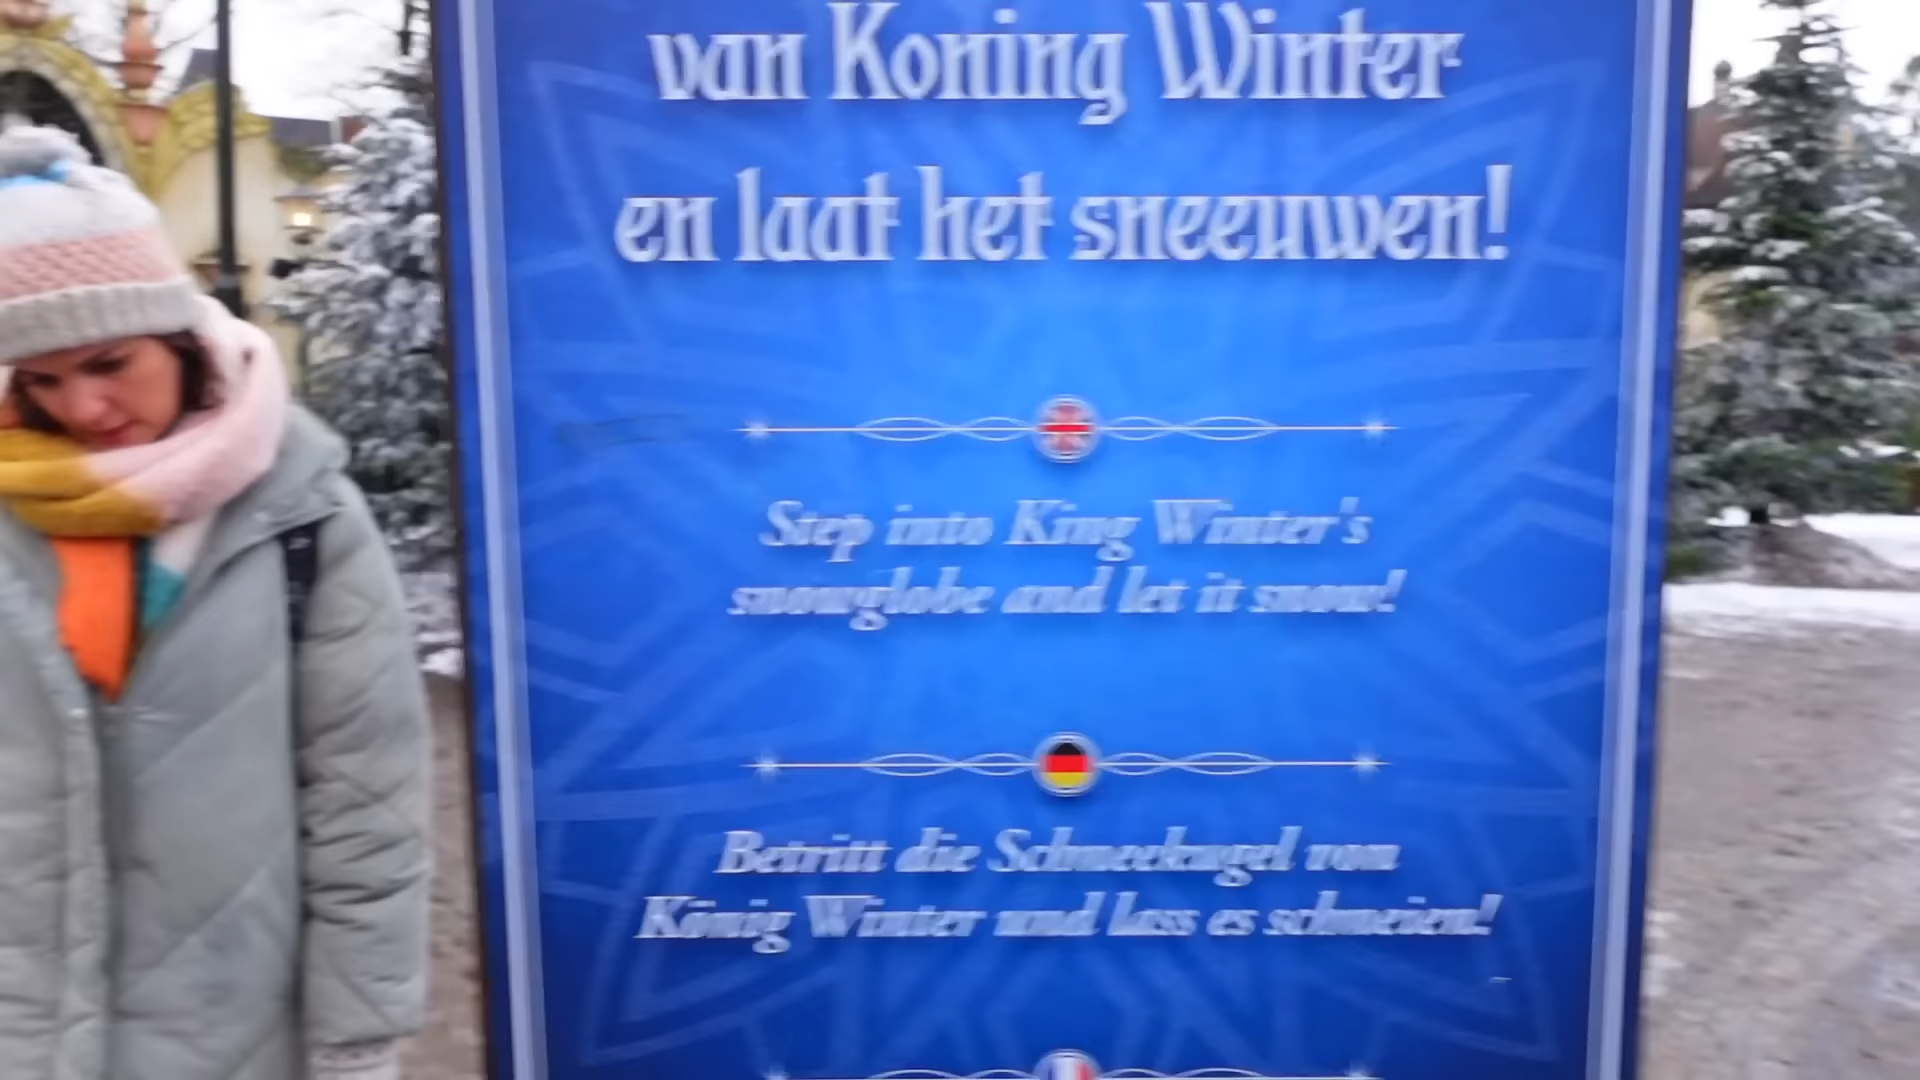 van Koning Winter
en laat het sneeuwen!
Step into King Winter's
snowglobe and let it snow!
Betritt die Schneekugel von
König Winter und lass es schneien!